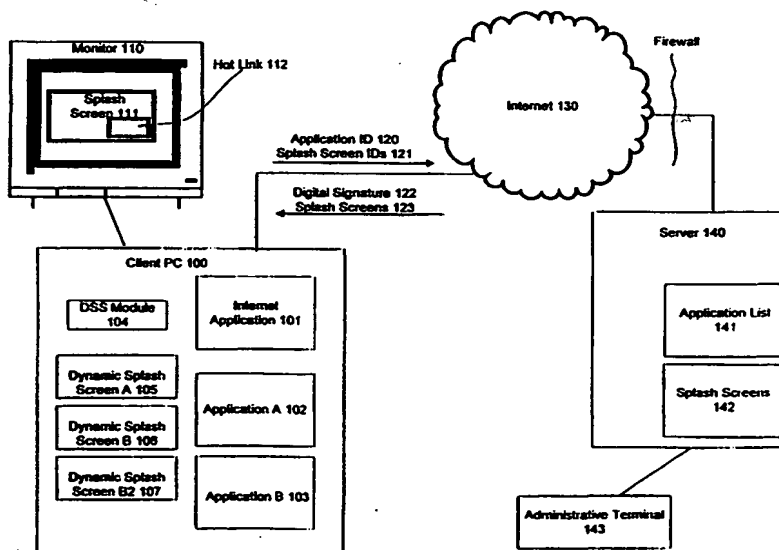 Monitor 110
Hot Link 112
Splash
Screen 111
Firewall
Internet 130
Application ID 120
Splash Screen IDs 121
Digital Signature 122
Splash Screens 123
Client PC 100
DSS Module
104
Internet
Application 101
Dynamic Splash
Screen A 105
Application A 102
Dynamic Splash
Screen B 106
Dynamic Splash
Screen B2 107
Application B 103
Server 140
Application List
141
Splash Screens
142
Administrative Terminal
143